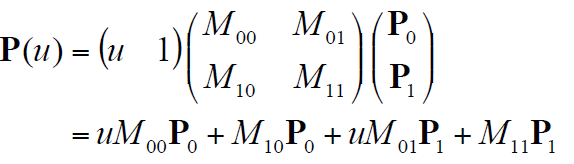 P(u) = (u 1) ( M₀₀ M₀₁ ) ( P₀ )
( M₁₀ M₁₁ ) ( P₁ )
= uM₀₀P₀ + M₁₀P₀ + uM₀₁P₁ + M₁₁P₁